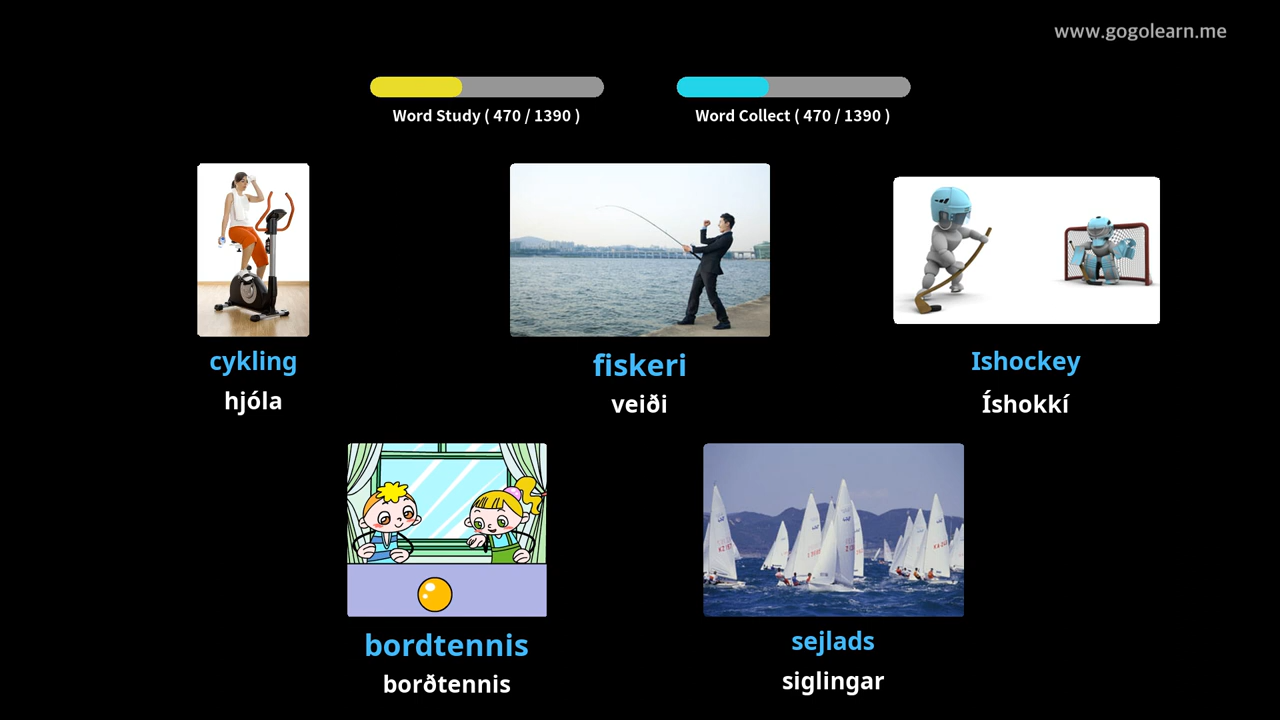 www.gogolearn.me
Word Study ( 470 / 1390 )
Word Collect ( 470 / 1390 )
cykling
hjóla
fiskeri
veiði
Ishockey
Íshokkí
bordtennis
borðtennis
sejlads
siglingar